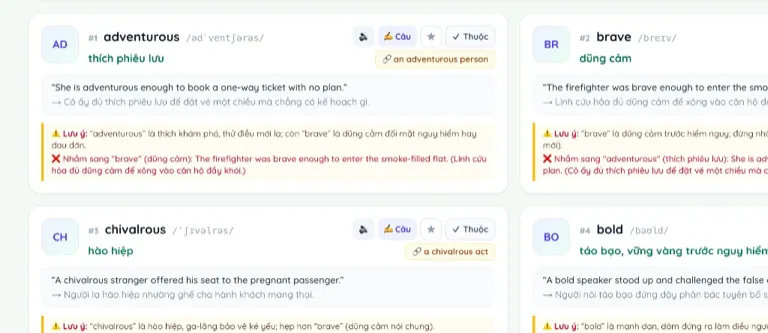 AD
#1 adventurous /ədˈventʃərəs/
Câu
Thuộc
thích phiêu lưu
an adventurous person
"She is adventurous enough to book a one-way ticket with no plan."
→ Cô ấy đủ thích phiêu lưu để đặt vé một chiều mà chẳng có kế hoạch gì.
Lưu ý: "adventurous" là thích khám phá, thử điều mới lạ; còn "brave" là dũng cảm đối mặt nguy hiểm hay
đau đớn.
Nhầm sang "brave" (dũng cảm): The firefighter was brave enough to enter the smoke-filled flat. (Lính cứu
hỏa đủ dũng cảm để xông vào căn hộ đầy khói.)
BR
#2 brave /breɪv/
dũng cảm
"The firefighter was brave enough to enter the smo
→ Lính cứu hỏa đủ dũng cảm để xông vào căn hộ đ
Lưu ý: "brave" là dũng cảm trước hiểm nguy; đừng nh
mới).
Nhầm sang "adventurous" (thích phiêu lưu): She is ad
plan. (Cô ấy đủ thích phiêu lưu để đặt vé một chiều mà c
CH
#3 chivalrous /ˈʃɪvəlrəs/
Câu
Thuộc
hào hiệp
a chivalrous act
"A chivalrous stranger offered his seat to the pregnant passenger."
→ Người lạ hào hiệp nhường ghế cho hành khách mang thai.
Lưu ý: "chivalrous" là hào hiệp, ga-lăng bảo vệ kẻ yếu; hẹp hơn "brave" (dũng cảm nói chung).
BO
#4 bold /bəʊld/
táo bạo, vững vàng trước nguy hiểm
"A bold speaker stood up and challenged the false
→ Người nói táo bạo đứng dậy phản bác tuyên bố s
Lưu ý: "bold" là mạnh dạn, dám đứng ra làm điều